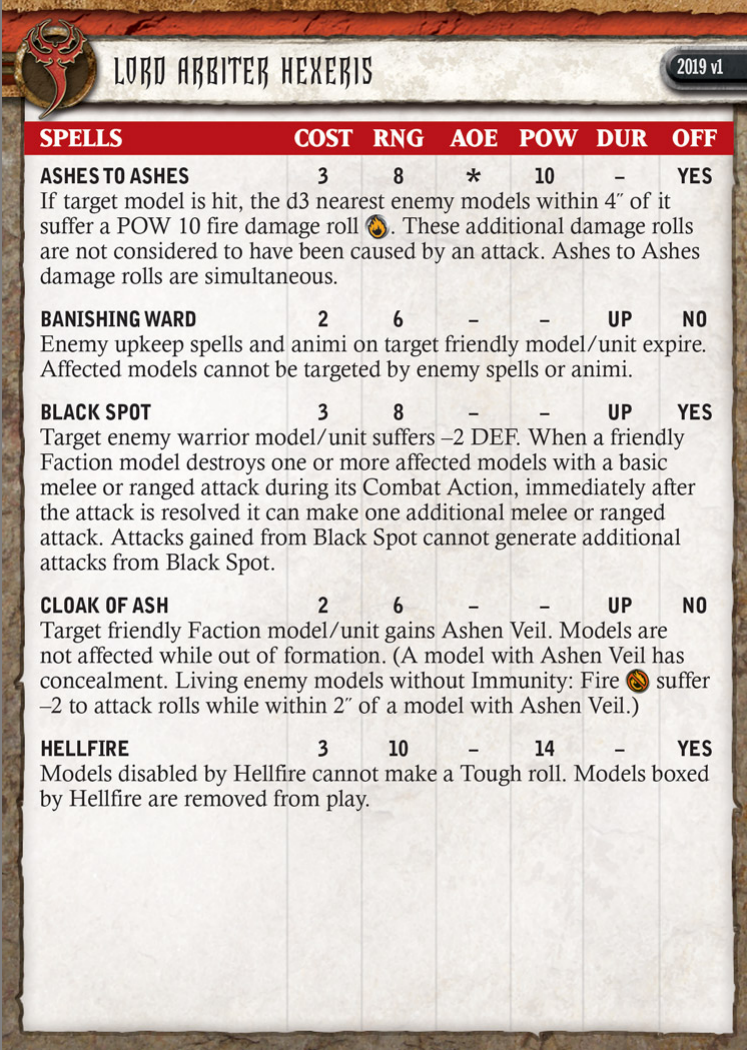 LORD ARBITER HEXERIS
2019 v1
SPELLS COST RNG AOE POW DUR OFF
ASHES TO ASHES 3 8 * 10 – YES
If target model is hit, the d3 nearest enemy models within 4˝ of it
suffer a POW 10 fire damage roll . These additional damage rolls
are not considered to have been caused by an attack. Ashes to Ashes
damage rolls are simultaneous.
BANISHING WARD 2 6 – – UP NO
Enemy upkeep spells and animi on target friendly model/unit expire.
Affected models cannot be targeted by enemy spells or animi.
BLACK SPOT 3 8 – – UP YES
Target enemy warrior model/unit suffers –2 DEF. When a friendly
Faction model destroys one or more affected models with a basic
melee or ranged attack during its Combat Action, immediately after
the attack is resolved it can make one additional melee or ranged
attack. Attacks gained from Black Spot cannot generate additional
attacks from Black Spot.
CLOAK OF ASH 2 6 – – UP NO
Target friendly Faction model/unit gains Ashen Veil. Models are
not affected while out of formation. (A model with Ashen Veil has
concealment. Living enemy models without Immunity: Fire suffer
–2 to attack rolls while within 2˝ of a model with Ashen Veil.)
HELLFIRE 3 10 – 14 – YES
Models disabled by Hellfire cannot make a Tough roll. Models boxed
by Hellfire are removed from play.